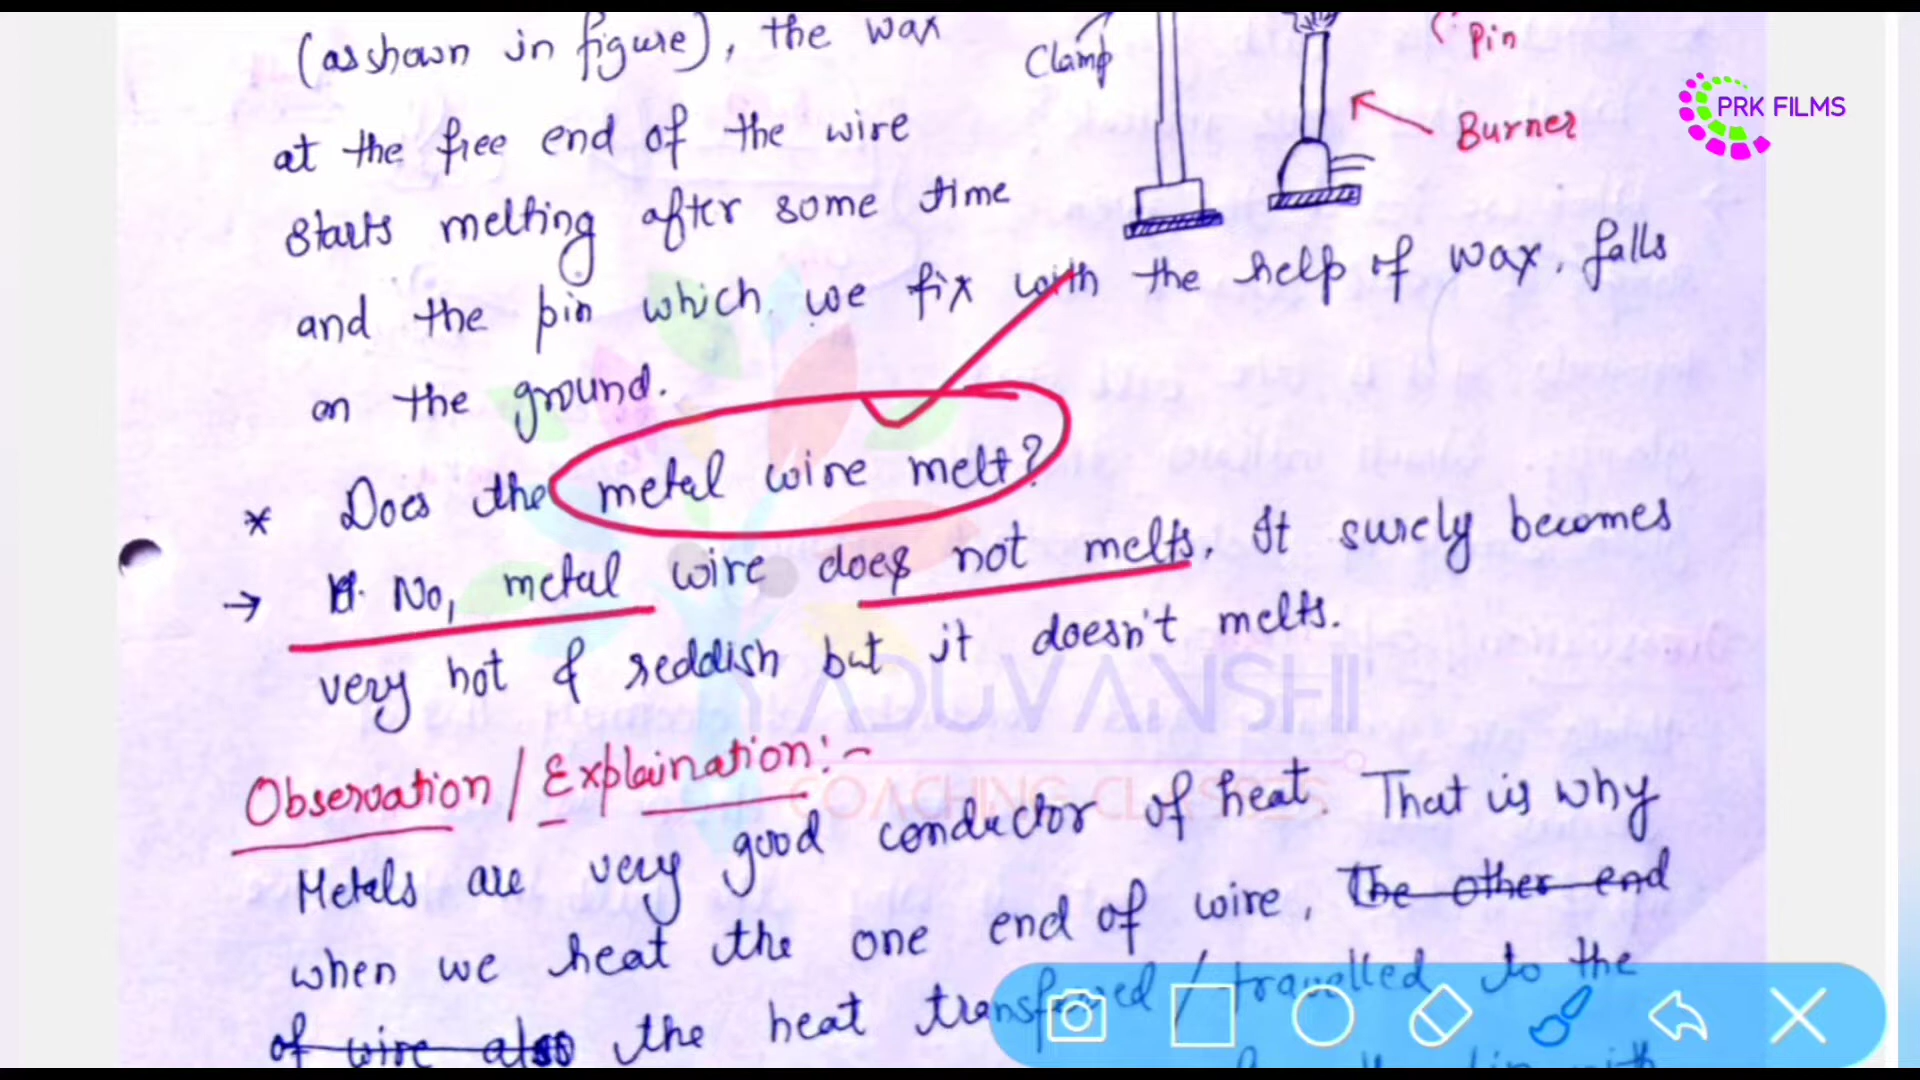 (as shown in figure), the wax
Clamp
Pin
PRK FILMS
Burner
at the free end of the wire
starts melting after some time
and the pin which we fix with the help of wax, falls
on the ground.
* Does the metal wire melt?
→ No, metal wire does not melts. It surely becomes
very hot & reddish but it doesn't melts.
YADUVANSHI
COACHING CLASSES
Observation / Explaination:-
Metals are very good conductor of heat. That is why
when we heat the one end of wire, The other end
of wire also the heat transferred / travelled to the